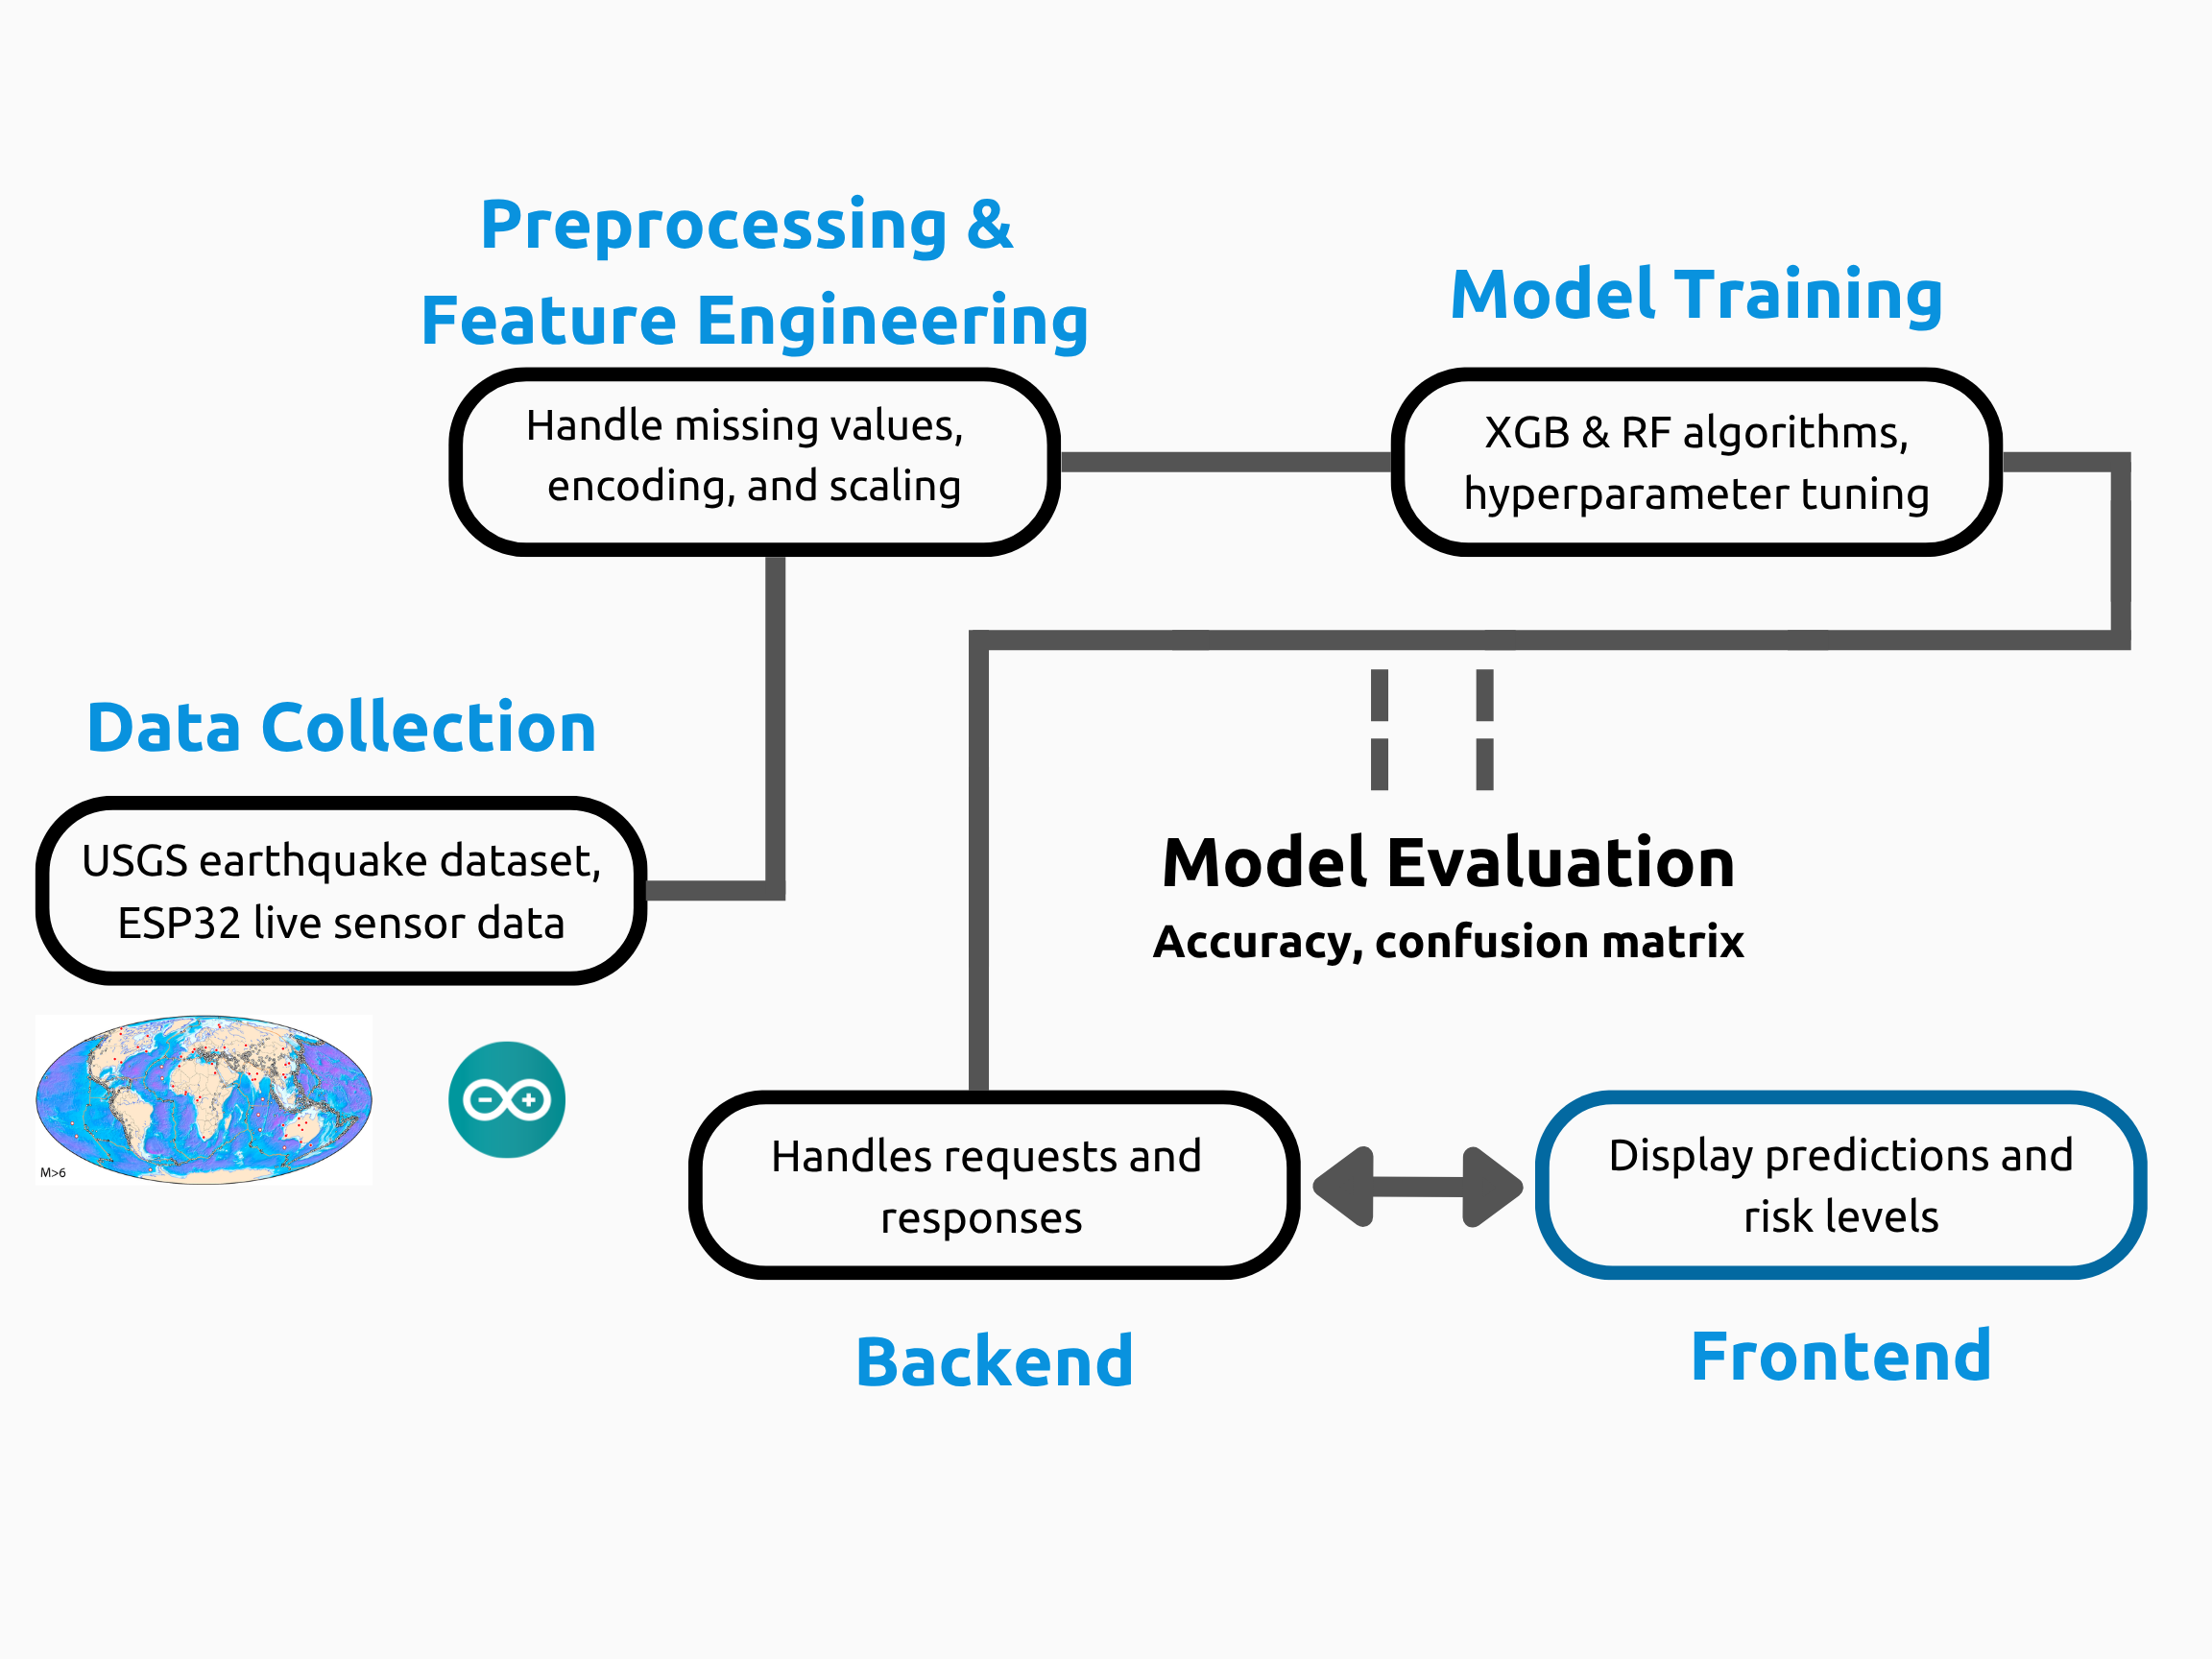 Preprocessing &
Feature Engineering
Handle missing values,
encoding, and scaling
Model Training
XGB & RF algorithms,
hyperparameter tuning
Data Collection
USGS earthquake dataset,
ESP32 live sensor data
M>6
Model Evaluation
Accuracy, confusion matrix
Handles requests and
responses
Backend
Display predictions and
risk levels
Frontend